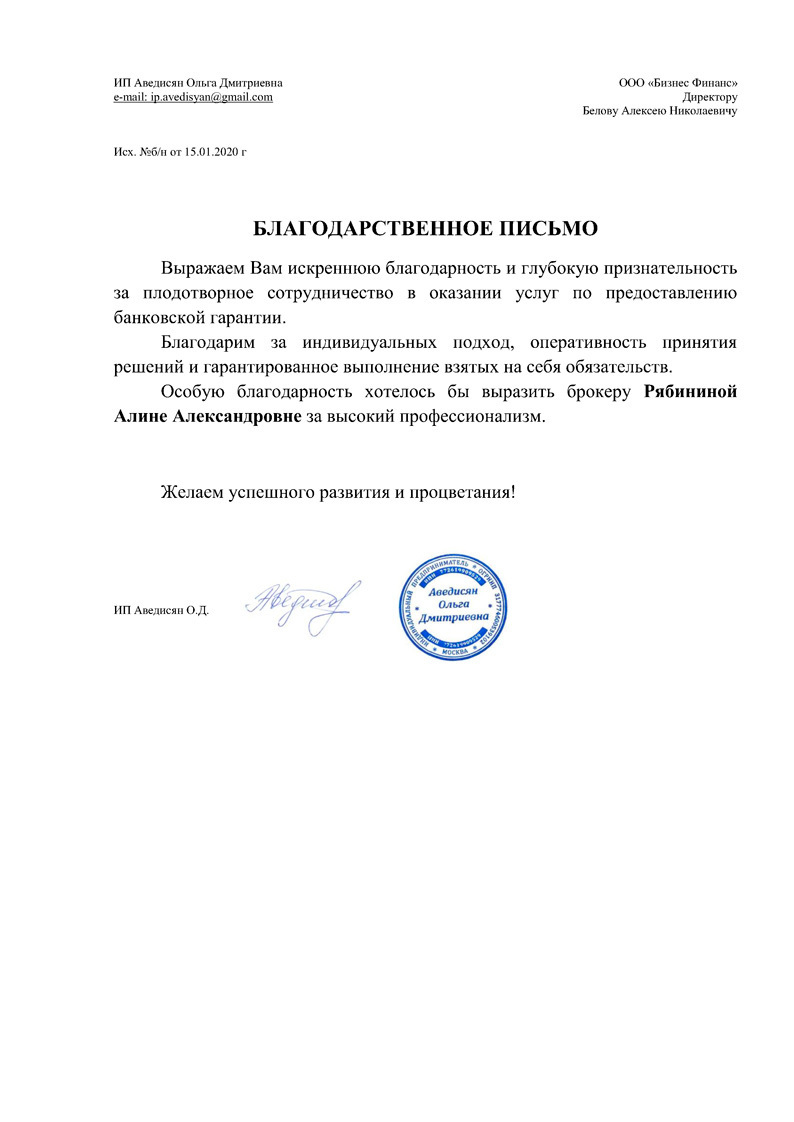 ИП Аведисян Ольга Дмитриевна
e-mail: ip.avedisyan@gmail.com
ООО «Бизнес Финанс»
Директору
Белову Алексею Николаевичу
Исх. №б/н от 15.01.2020 г
БЛАГОДАРСТВЕННОЕ ПИСЬМО
Выражаем Вам искреннюю благодарность и глубокую признательность
за плодотворное сотрудничество в оказании услуг по предоставлению
банковской гарантии.
Благодарим за индивидуальных подход, оперативность принятия
решений и гарантированное выполнение взятых на себя обязательств.
Особую благодарность хотелось бы выразить брокеру Рябининой
Алине Александровне за высокий профессионализм.
Желаем успешного развития и процветания!
ИП Аведисян О.Д.
ИНДИВИДУАЛЬНЫЙ ПРЕДПРИНИМАТЕЛЬ * ОГРНИП
Аведисян
Ольга
Дмитриевна
* МОСКВА *